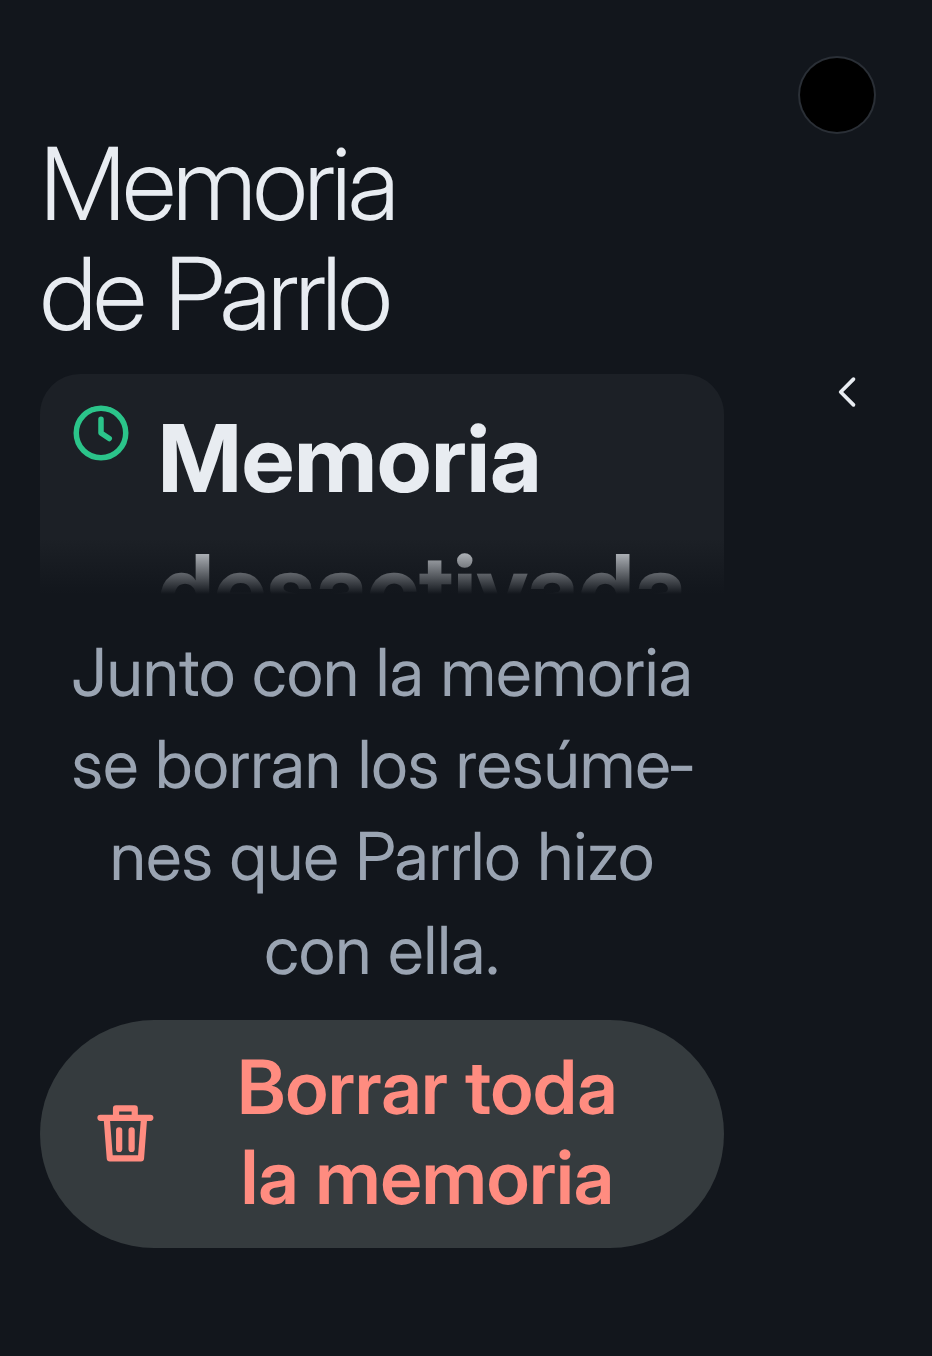 Memoria
de Parrlo
Memoria
desactivada
Junto con la memoria
se borran los resúme-
nes que Parrlo hizo
con ella.
Borrar toda
la memoria